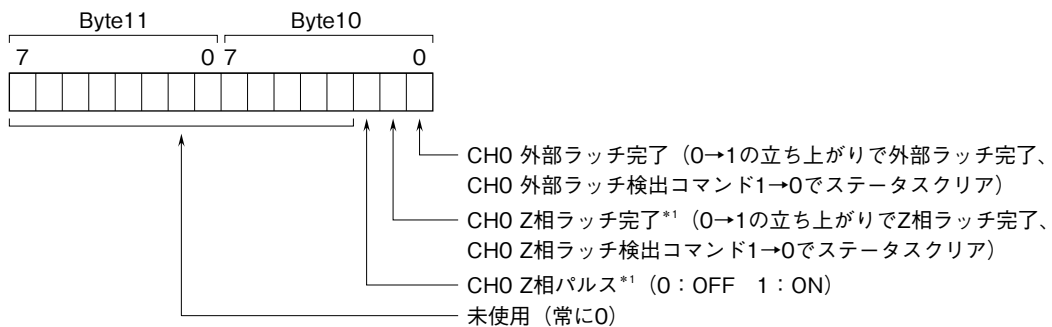 Byte11 Byte10
7 0 7 0
CH0 外部ラッチ完了（0→1の立ち上がりで外部ラッチ完了、
CH0 外部ラッチ検出コマンド1→0でステータスクリア）
CH0 Z相ラッチ完了*1（0→1の立ち上がりでZ相ラッチ完了、
CH0 Z相ラッチ検出コマンド1→0でステータスクリア）
CH0 Z相パルス*1（0：OFF　1：ON）
未使用（常に0）